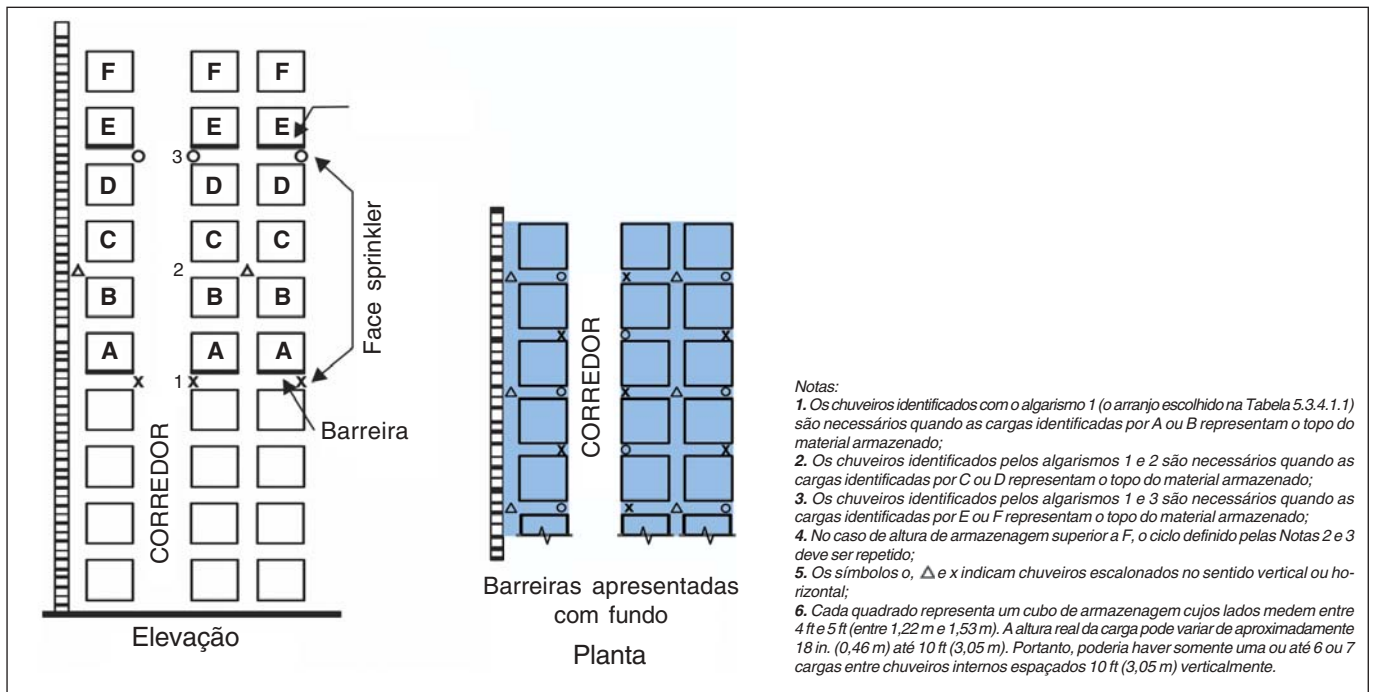 F F F
E E E
3
D D D
C C C
2
B B B
A A A
1 x x x
Face sprinkler
Barreira
CORREDOR
Elevação
CORREDOR
x
x
o
x
x
o
x
x
Barreiras apresentadas
com fundo
Planta
Notas:
1. Os chuveiros identificados com o algarismo 1 (o arranjo escolhido na Tabela 5.3.4.1.1)
são necessários quando as cargas identificadas por A ou B representam o topo do
material armazenado;
2. Os chuveiros identificados pelos algarismos 1 e 2 são necessários quando as
cargas identificadas por C ou D representam o topo do material armazenado;
3. Os chuveiros identificados pelos algarismos 1 e 3 são necessários quando as
cargas identificadas por E ou F representam o topo do material armazenado;
4. No caso de altura de armazenagem superior a F, o ciclo definido pelas Notas 2 e 3
deve ser repetido;
5. Os símbolos o, △ e x indicam chuveiros escalonados no sentido vertical ou ho-
rizontal;
6. Cada quadrado representa um cubo de armazenagem cujos lados medem entre
4 ft e 5 ft (entre 1,22 m e 1,53 m). A altura real da carga pode variar de aproximadamente
18 in. (0,46 m) até 10 ft (3,05 m). Portanto, poderia haver somente uma ou até 6 ou 7
cargas entre chuveiros internos espaçados 10 ft (3,05 m) verticalmente.